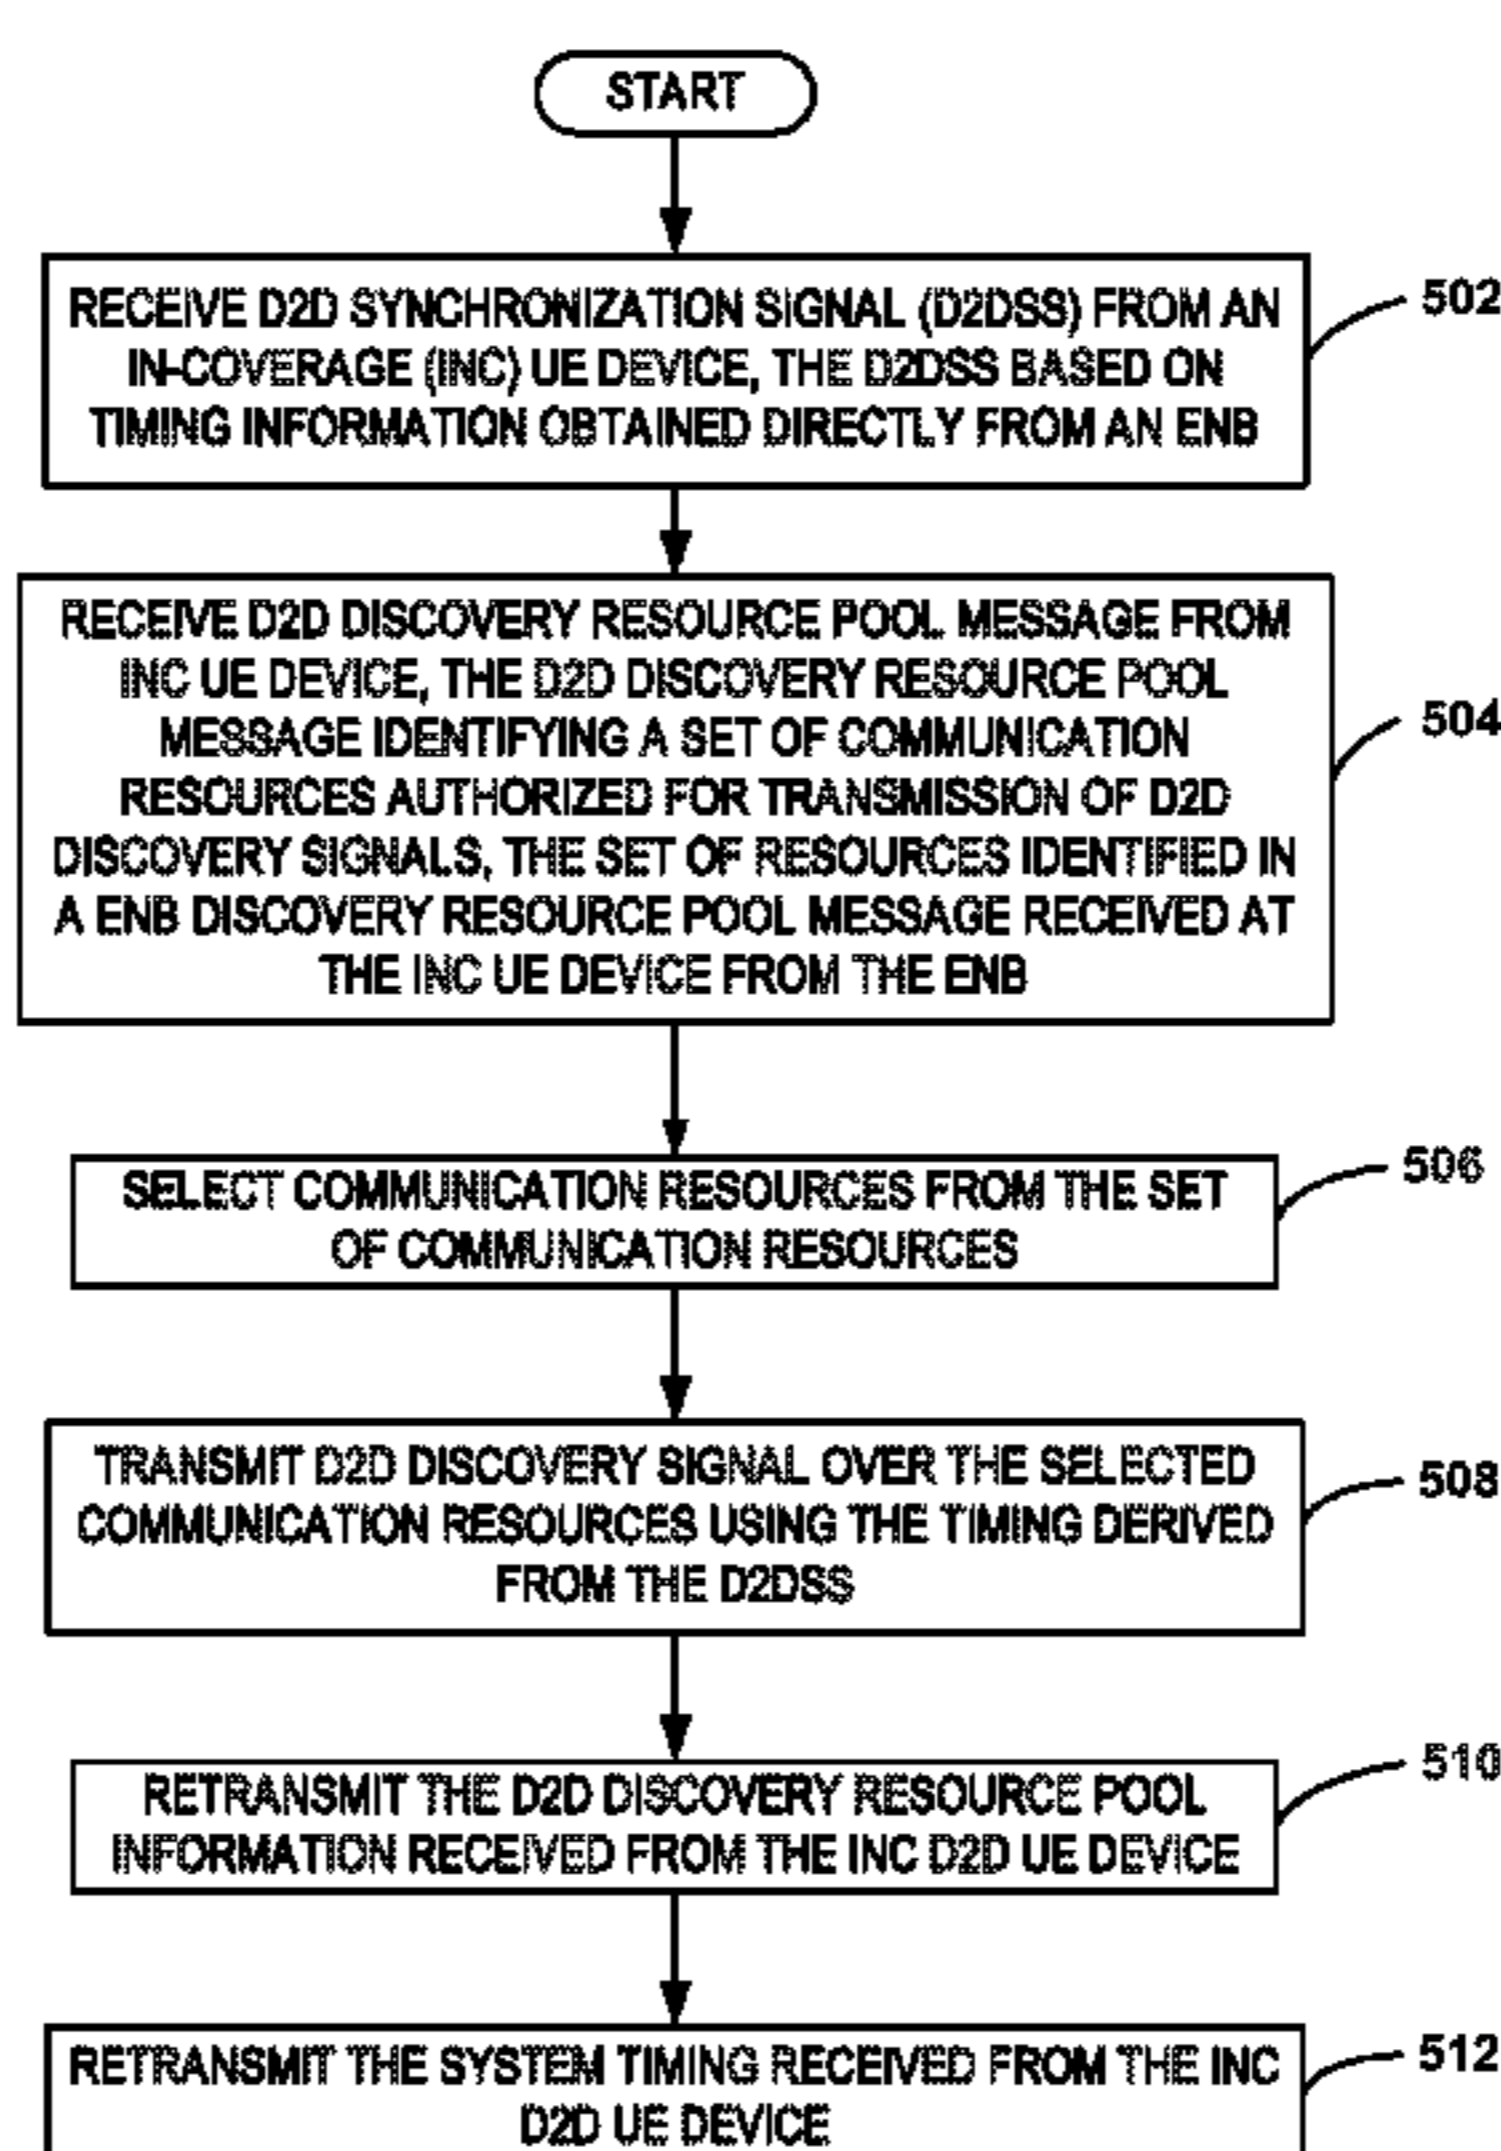 START
RECEIVE D2D SYNCHRONIZATION SIGNAL (D2DSS) FROM AN
IN-COVERAGE (INC) UE DEVICE, THE D2DSS BASED ON
TIMING INFORMATION OBTAINED DIRECTLY FROM AN ENB
502
RECEIVE D2D DISCOVERY RESOURCE POOL MESSAGE FROM
INC UE DEVICE, THE D2D DISCOVERY RESOURCE POOL
MESSAGE IDENTIFYING A SET OF COMMUNICATION
RESOURCES AUTHORIZED FOR TRANSMISSION OF D2D
DISCOVERY SIGNALS, THE SET OF RESOURCES IDENTIFIED IN
A ENB DISCOVERY RESOURCE POOL MESSAGE RECEIVED AT
THE INC UE DEVICE FROM THE ENB
504
SELECT COMMUNICATION RESOURCES FROM THE SET
OF COMMUNICATION RESOURCES
506
TRANSMIT D2D DISCOVERY SIGNAL OVER THE SELECTED
COMMUNICATION RESOURCES USING THE TIMING DERIVED
FROM THE D2DSS
508
RETRANSMIT THE D2D DISCOVERY RESOURCE POOL
INFORMATION RECEIVED FROM THE INC D2D UE DEVICE
510
RETRANSMIT THE SYSTEM TIMING RECEIVED FROM THE INC
D2D UE DEVICE
512